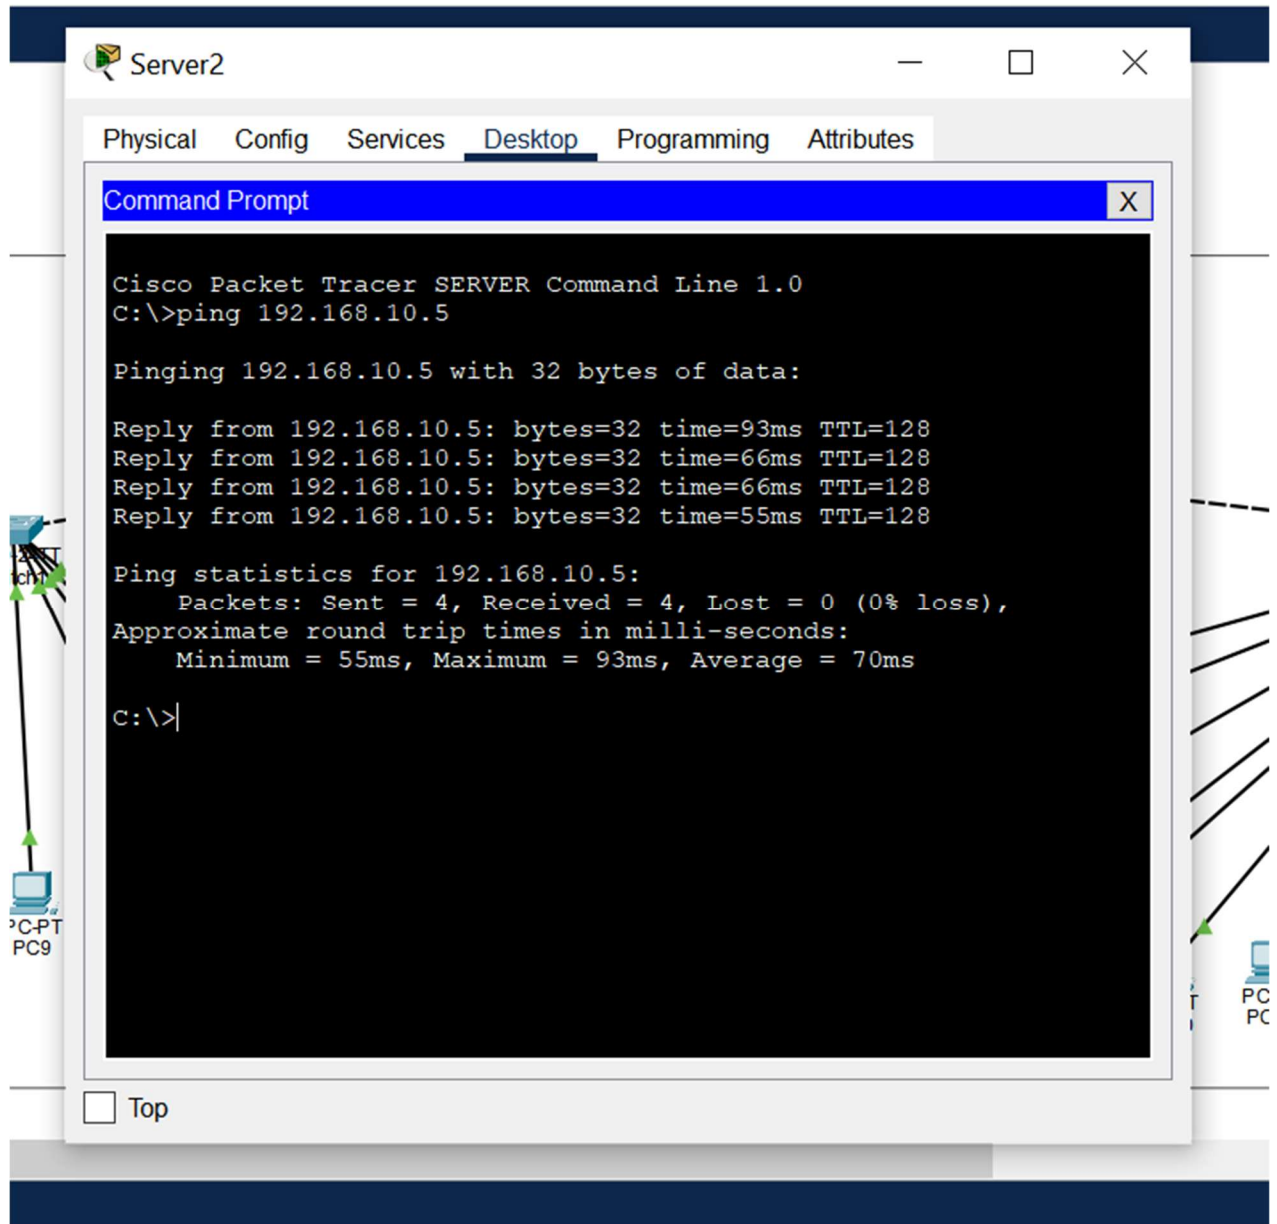 Server2
Physical Config Services Desktop Programming Attributes
Command Prompt
X
Cisco Packet Tracer SERVER Command Line 1.0
C:\>ping 192.168.10.5
Pinging 192.168.10.5 with 32 bytes of data:
Reply from 192.168.10.5: bytes=32 time=93ms TTL=128
Reply from 192.168.10.5: bytes=32 time=66ms TTL=128
Reply from 192.168.10.5: bytes=32 time=66ms TTL=128
Reply from 192.168.10.5: bytes=32 time=55ms TTL=128
Ping statistics for 192.168.10.5:
Packets: Sent = 4, Received = 4, Lost = 0 (0% loss),
Approximate round trip times in milli-seconds:
Minimum = 55ms, Maximum = 93ms, Average = 70ms
C:\>
PC-PT
PC9
PC
PC
Top